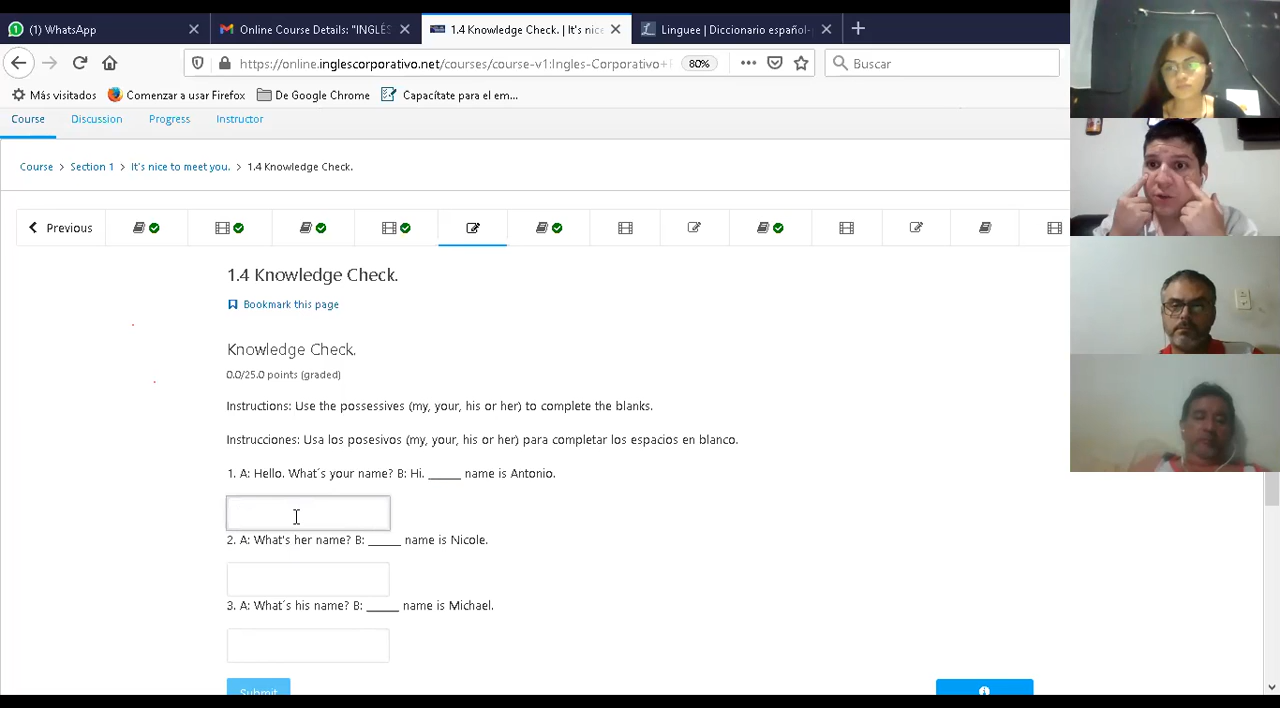 (1) WhatsApp
Online Course Details: "INGLÉS
1.4 Knowledge Check. | It's nice
Linguee | Diccionario español-
https://online.inglescorporativo.net/courses/course-v1:Ingles-Corporativo+
80%
Buscar
Más visitados
Comenzar a usar Firefox
De Google Chrome
Capacítate para el em...
Course
Discussion
Progress
Instructor
Course > Section 1 > It's nice to meet you. > 1.4 Knowledge Check.
Previous
1.4 Knowledge Check.
Bookmark this page
Knowledge Check.
0.0/25.0 points (graded)
Instructions: Use the possessives (my, your, his or her) to complete the blanks.
Instrucciones: Usa los posesivos (my, your, his or her) para completar los espacios en blanco.
1. A: Hello. What´s your name? B: Hi. _____ name is Antonio.
2. A: What's her name? B: _____ name is Nicole.
3. A: What´s his name? B: _____ name is Michael.
Submit